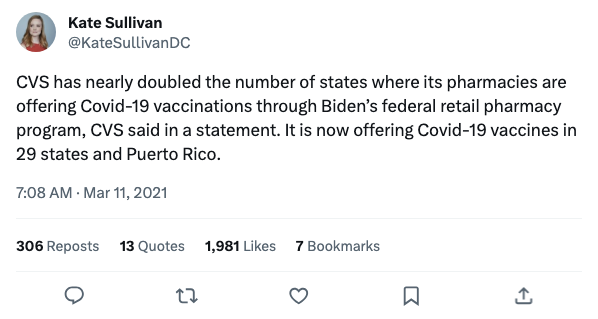 Kate Sullivan
@KateSullivanDC
CVS has nearly doubled the number of states where its pharmacies are
offering Covid-19 vaccinations through Biden’s federal retail pharmacy
program, CVS said in a statement. It is now offering Covid-19 vaccines in
29 states and Puerto Rico.
7:08 AM · Mar 11, 2021
306 Reposts 13 Quotes 1,981 Likes 7 Bookmarks